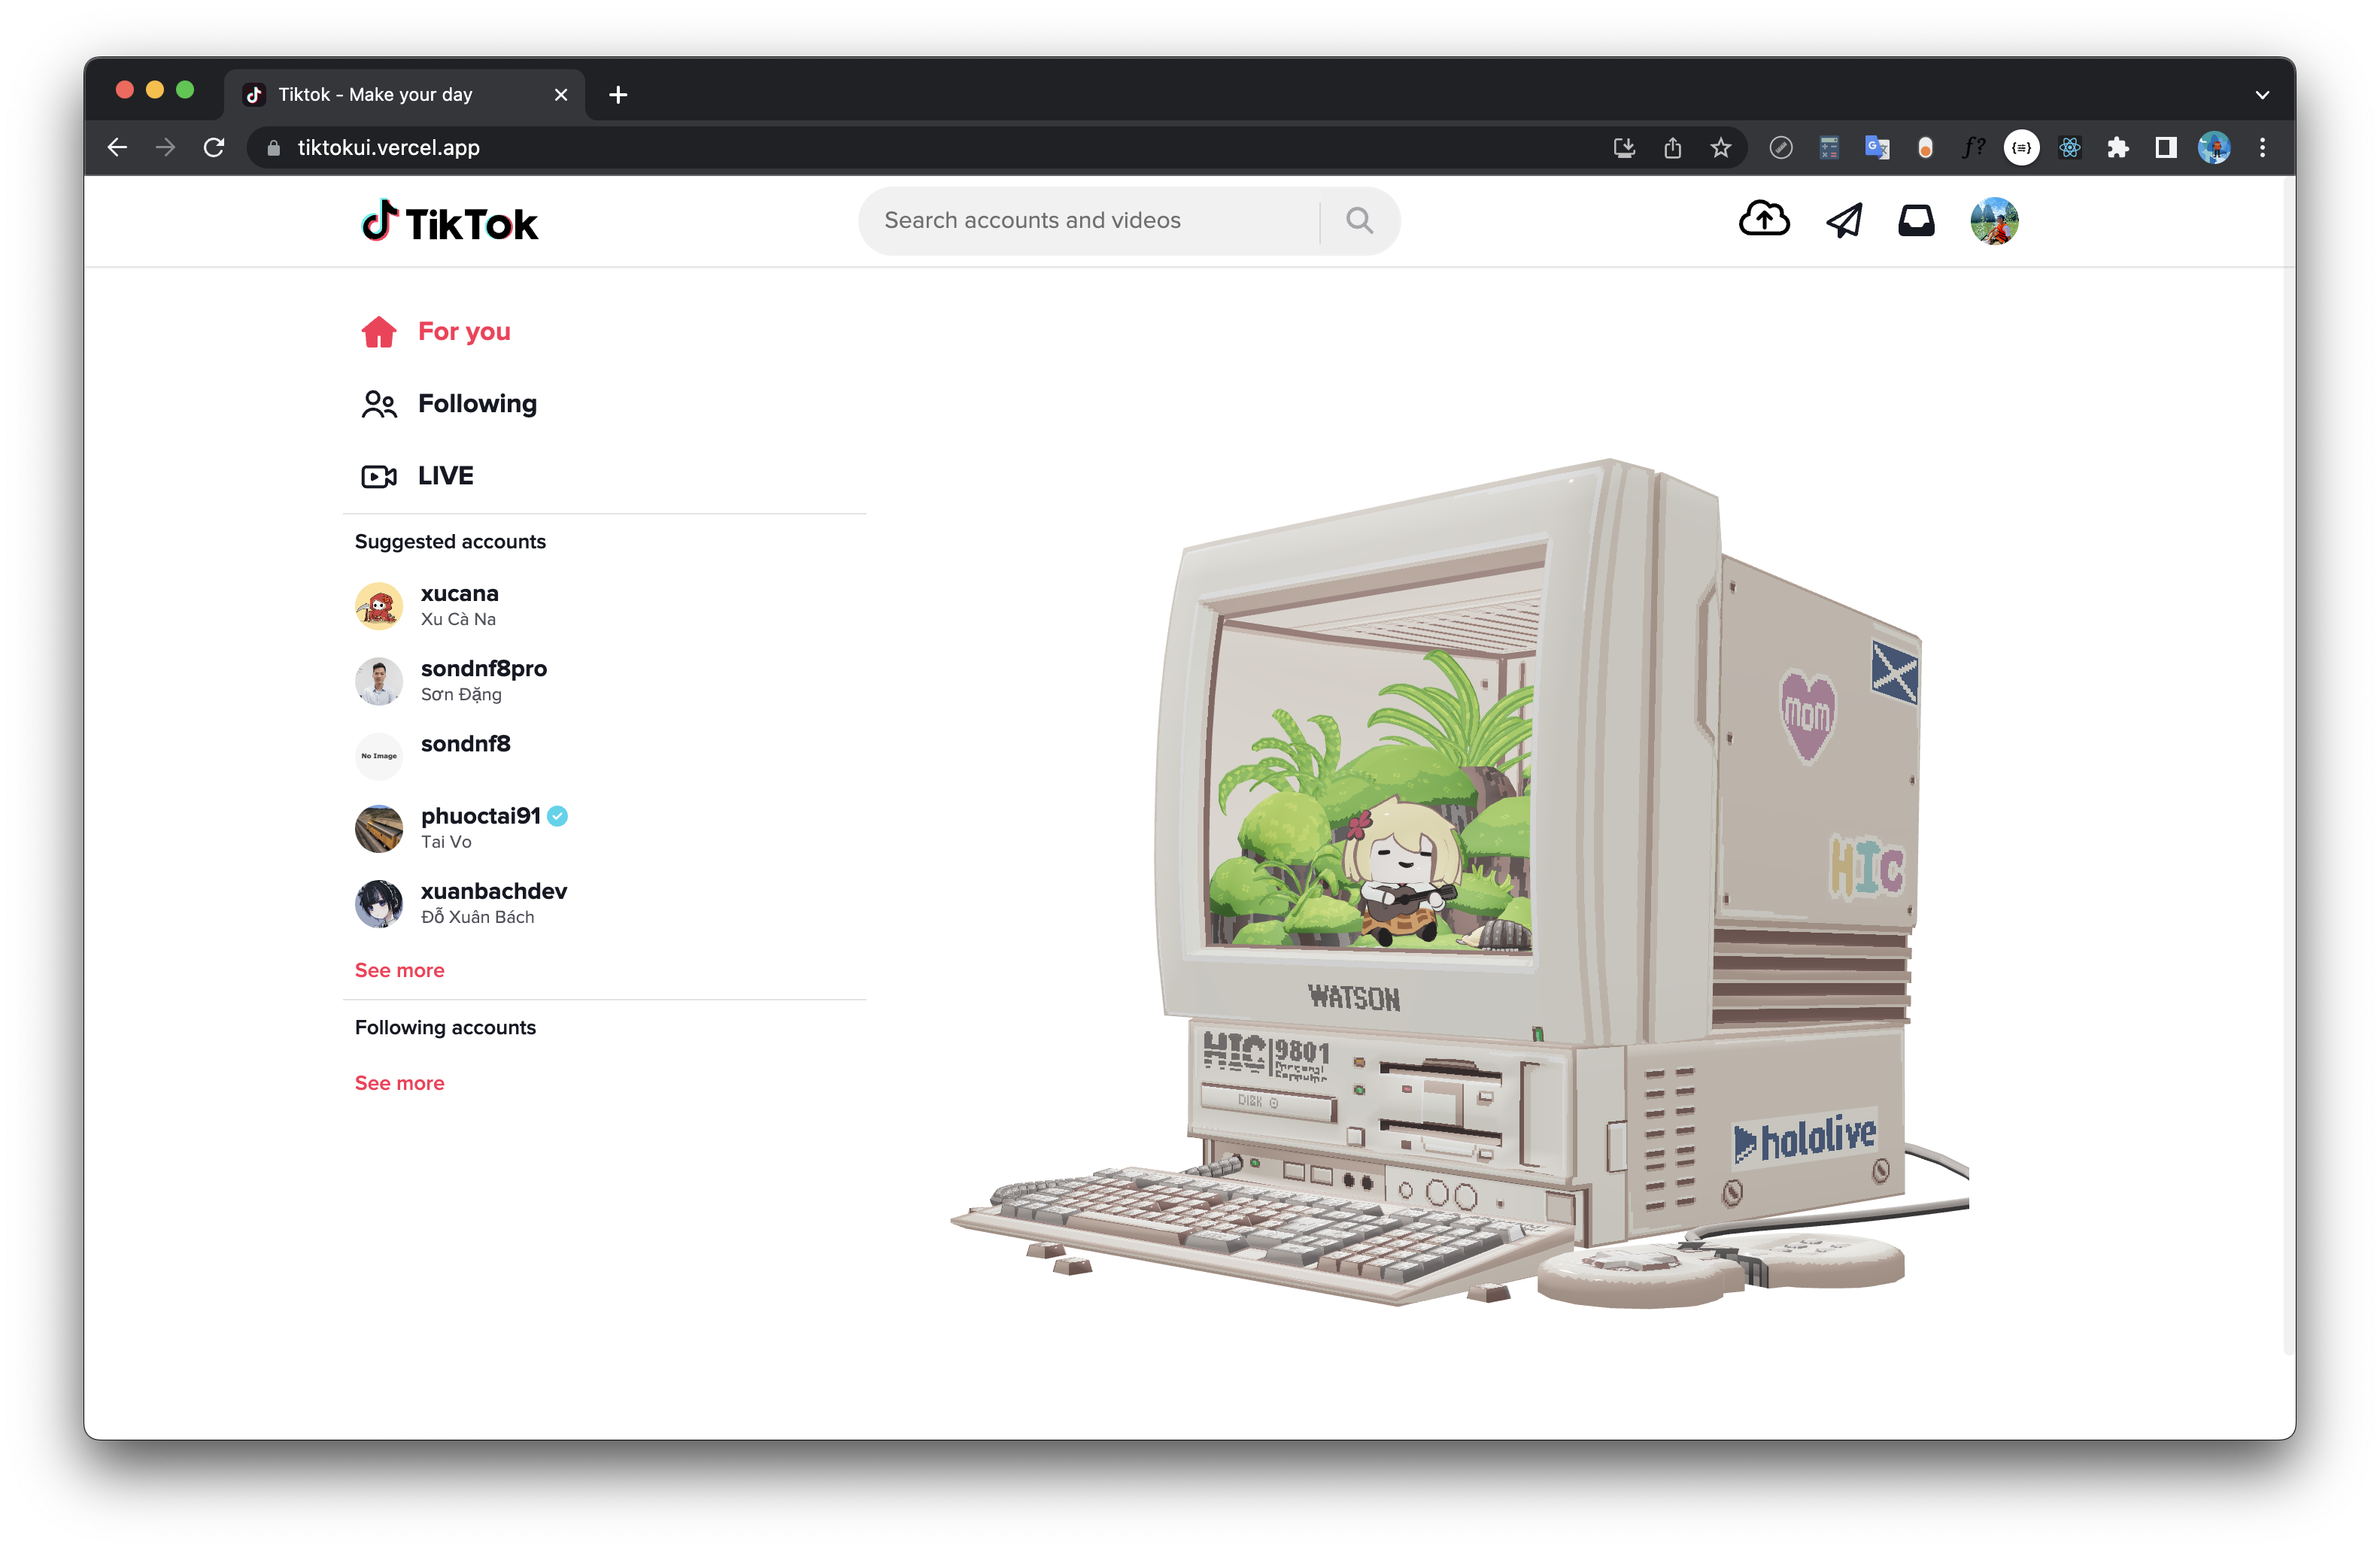 Tiktok - Make your day
tiktokui.vercel.app
TikTok
Search accounts and videos
For you
Following
LIVE
Suggested accounts
xucana
Xu Cà Na
sondnf8pro
Sơn Đặng
No Image
sondnf8
phuoctai91
Tai Vo
xuanbachdev
Đỗ Xuân Bách
See more
Following accounts
See more
mom
HIC
WATSON
HIC 9801
Personal
Computer
DISK
hololive